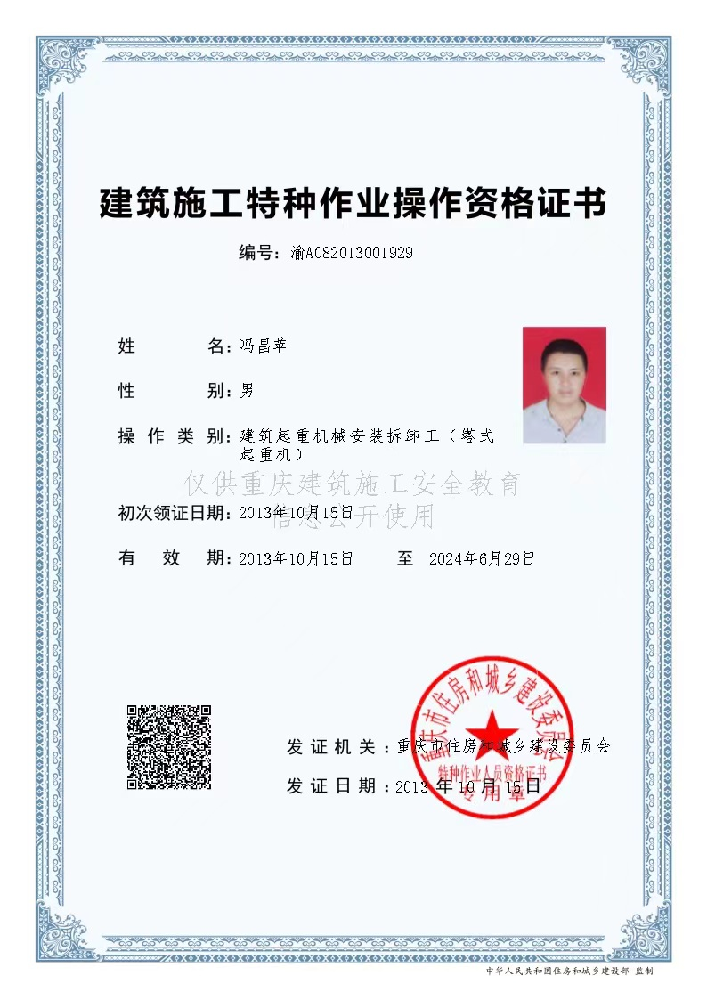 建筑施工特种作业操作资格证书
编号：渝A082013001929
姓 名：冯昌苹
性 别：男
操作类别：建筑起重机械安装拆卸工（塔式
起重机）
仅供重庆建筑施工安全教育
初次领证日期：2013年10月15日
信息公开使用
有 效 期：2013年10月15日 至 2024年6月29日
重庆市住房和城乡建设委员会
发证机关：重庆市住房和城乡建设委员会
特种作业人员资格证书
发证日期：2013 年 10 月 15 日
专用章
中华人民共和国住房和城乡建设部 监制